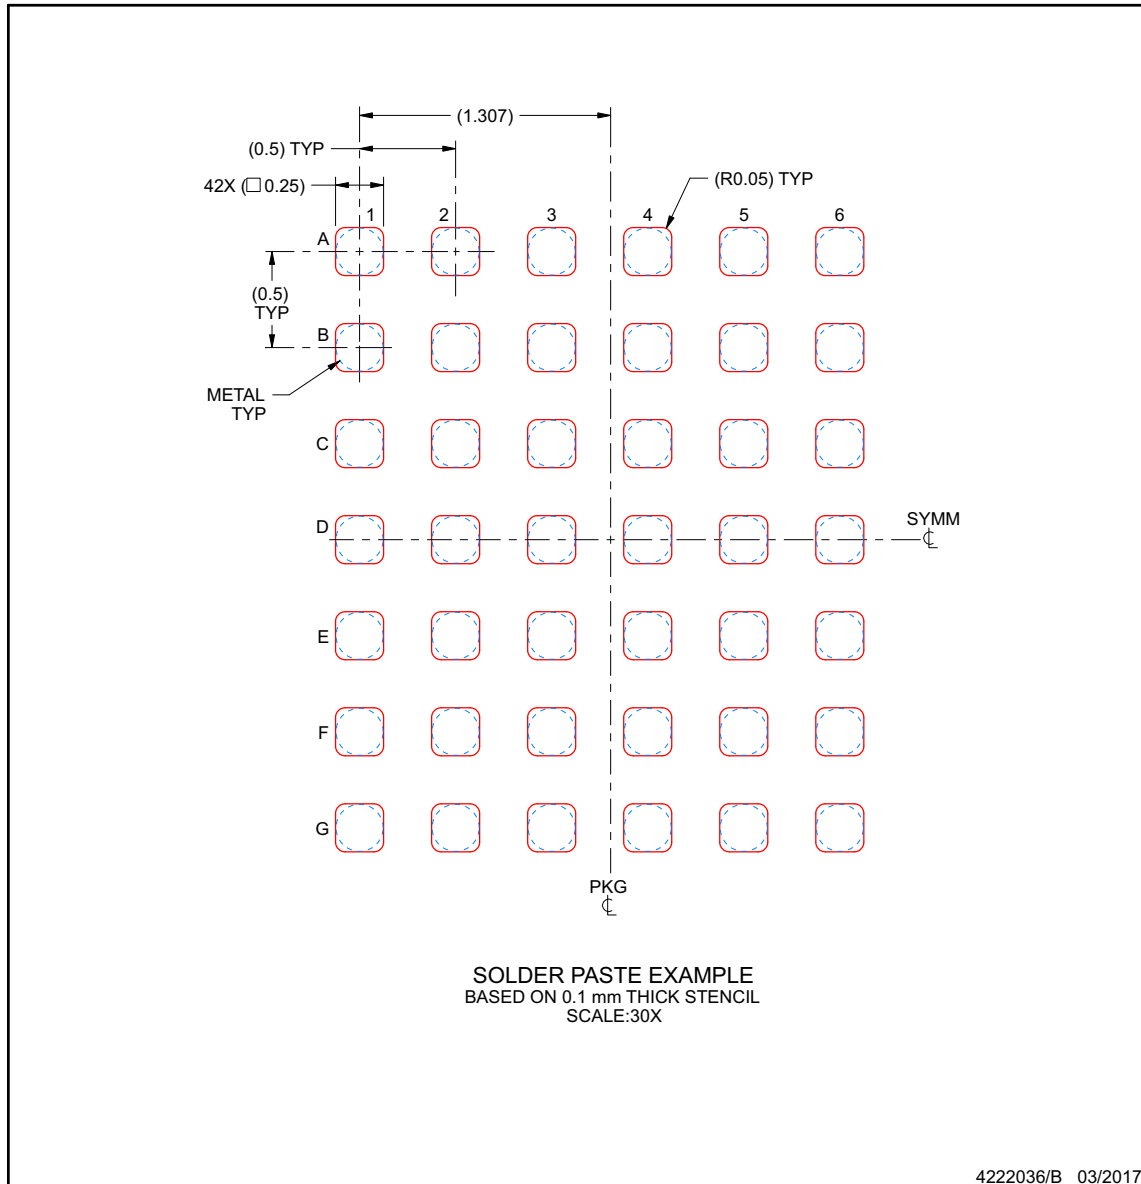 (1.307)
(0.5) TYP
42X (□ 0.25)
(R0.05) TYP
1 2 3 4 5 6
A
(0.5)
TYP
B
METAL
TYP
C
D
SYMM
℄
E
F
G
PKG
℄
SOLDER PASTE EXAMPLE
BASED ON 0.1 mm THICK STENCIL
SCALE:30X
4222036/B 03/2017